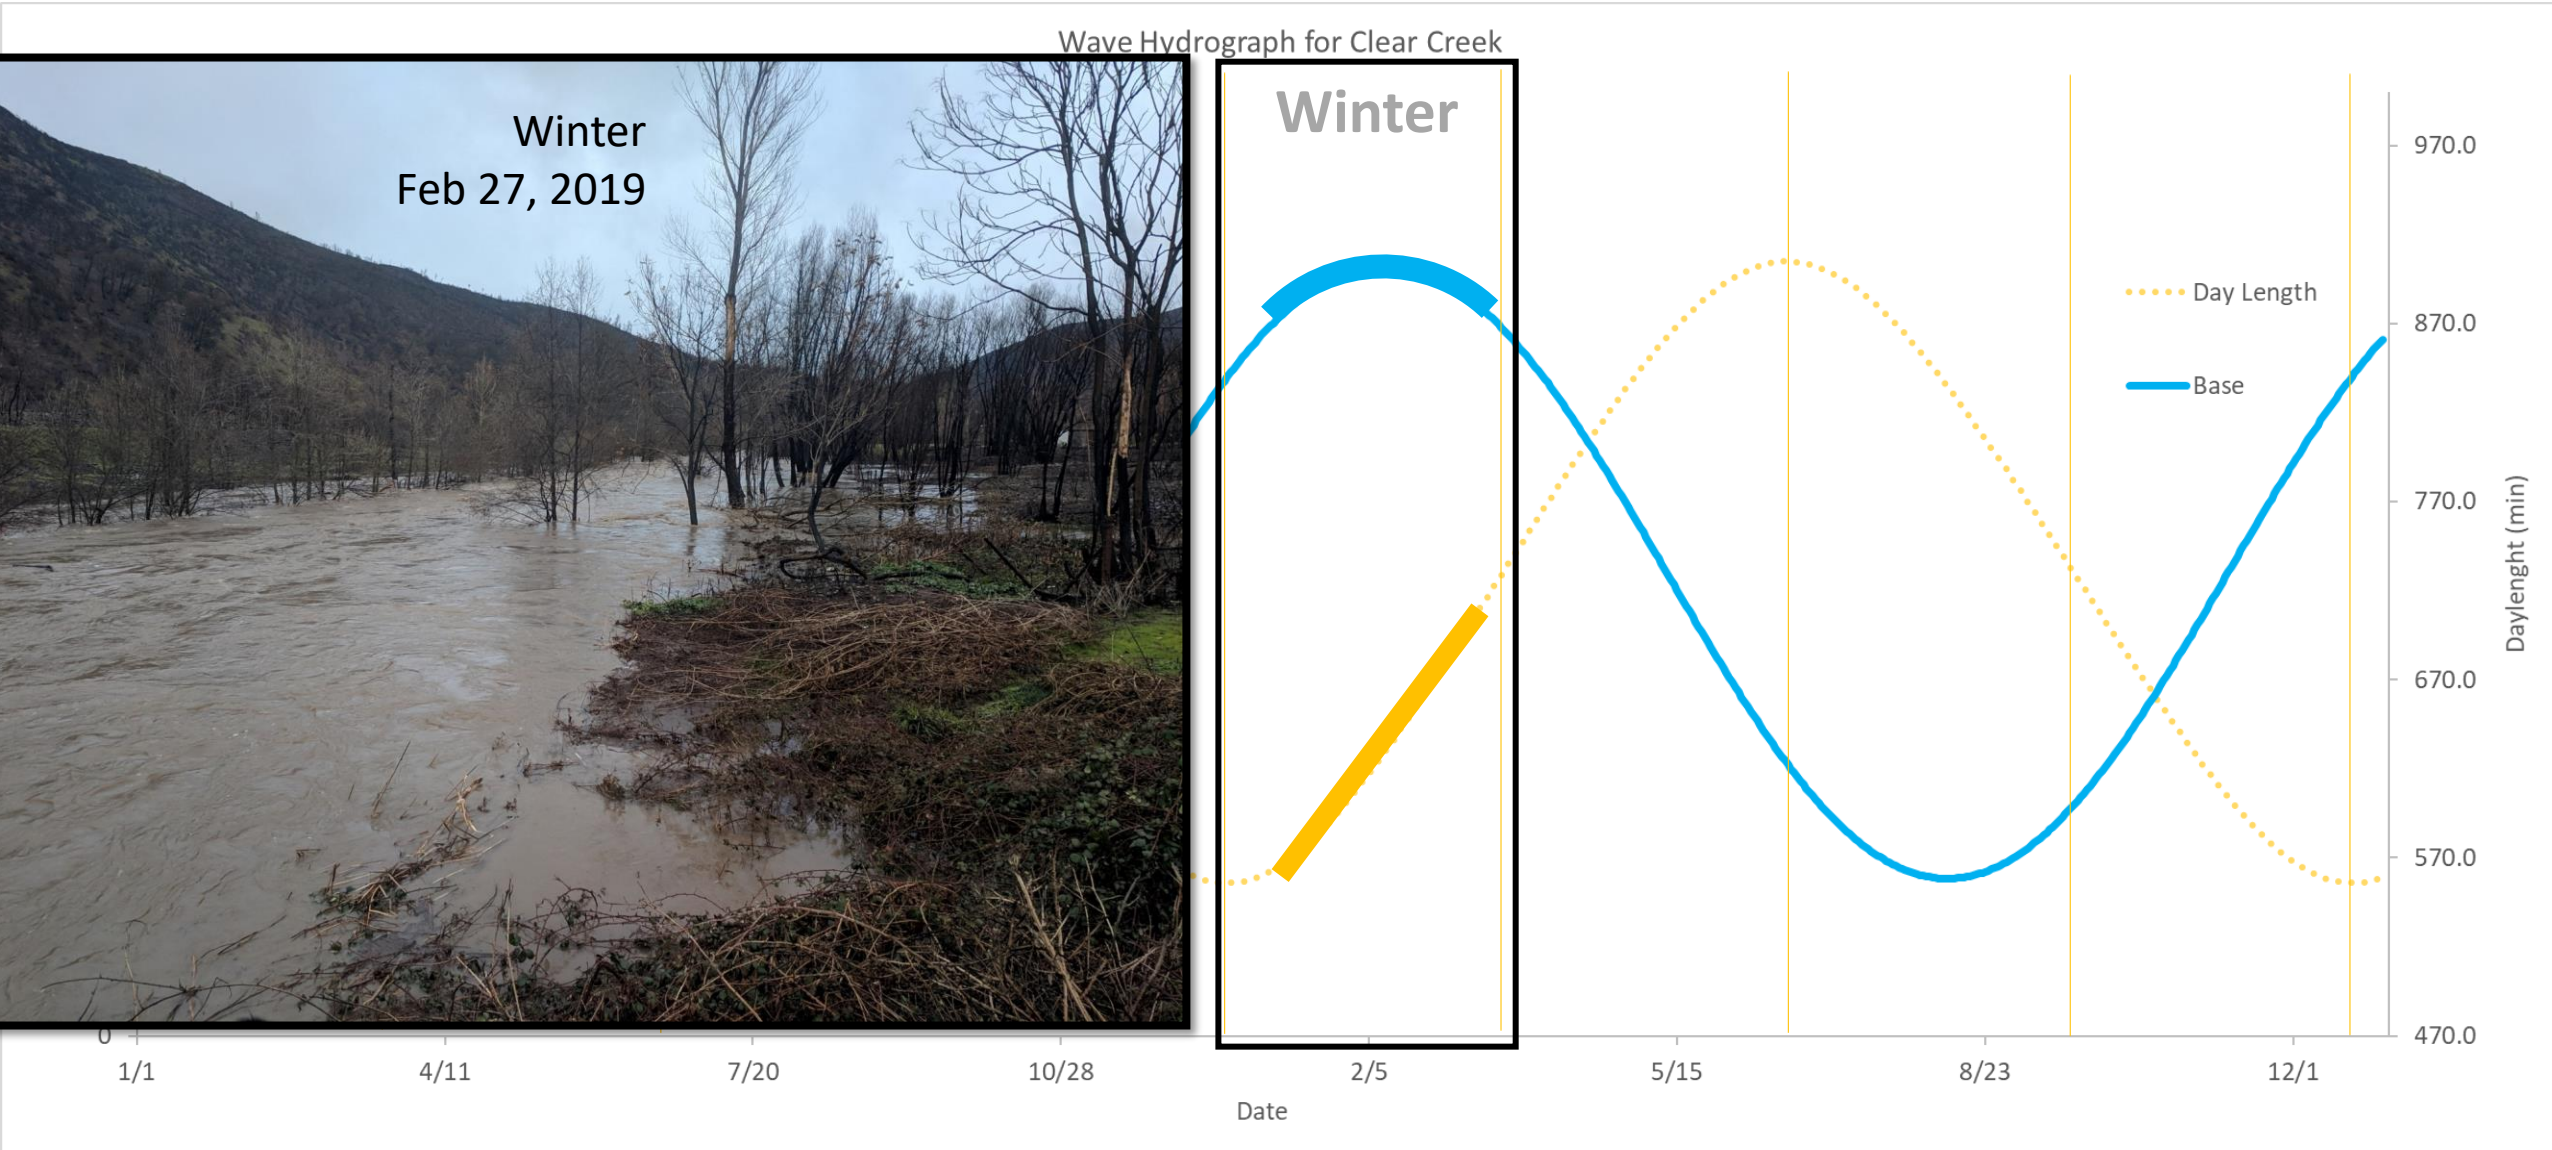 Wave Hydrograph for Clear Creek
Winter
Feb 27, 2019
Winter
970.0
870.0
770.0
670.0
570.0
470.0
Daylenght (min)
Day Length
Base
0
1/1
4/11
7/20
10/28
2/5
5/15
8/23
12/1
Date